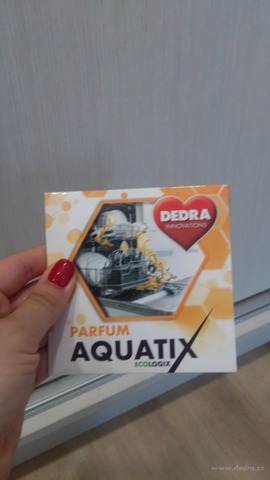 DEDRA
INNOVATIONS
PARFUM
AQUATIX
ECOLOGIX
www.dedra.cz